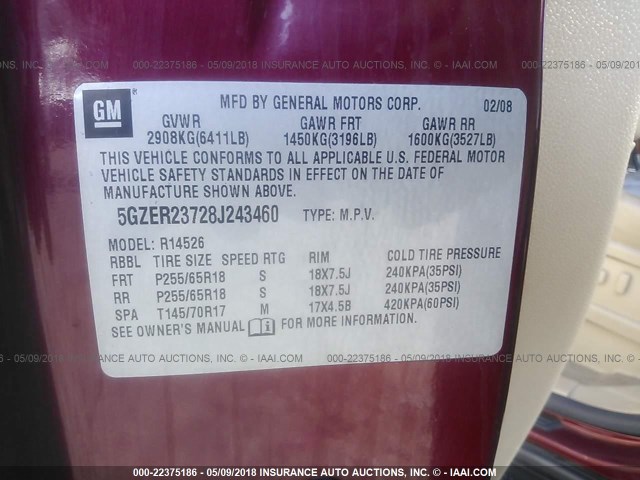 000-22375186 - 05/09/2018 INSURANCE AUTO AUCTIONS, INC. - © - IAAI.COM
GM
MFD BY GENERAL MOTORS CORP. 02/08
GVWR GAWR FRT GAWR RR
2908KG(6411LB) 1450KG(3196LB) 1600KG(3527LB)
THIS VEHICLE CONFORMS TO ALL APPLICABLE U.S. FEDERAL MOTOR
VEHICLE SAFETY STANDARDS IN EFFECT ON THE DATE OF
MANUFACTURE SHOWN ABOVE.
5GZER23728J243460 TYPE: M.P.V.
MODEL: R14526
RBBL TIRE SIZE SPEED RTG RIM COLD TIRE PRESSURE
FRT P255/65R18 S 18X7.5J 240KPA(35PSI)
RR P255/65R18 S 18X7.5J 240KPA(35PSI)
SPA T145/70R17 M 17X4.5B 420KPA(60PSI)
SEE OWNER'S MANUAL i FOR MORE INFORMATION.
000-22375186 - 05/09/2018 INSURANCE AUTO AUCTIONS, INC. - © - IAAI.COM